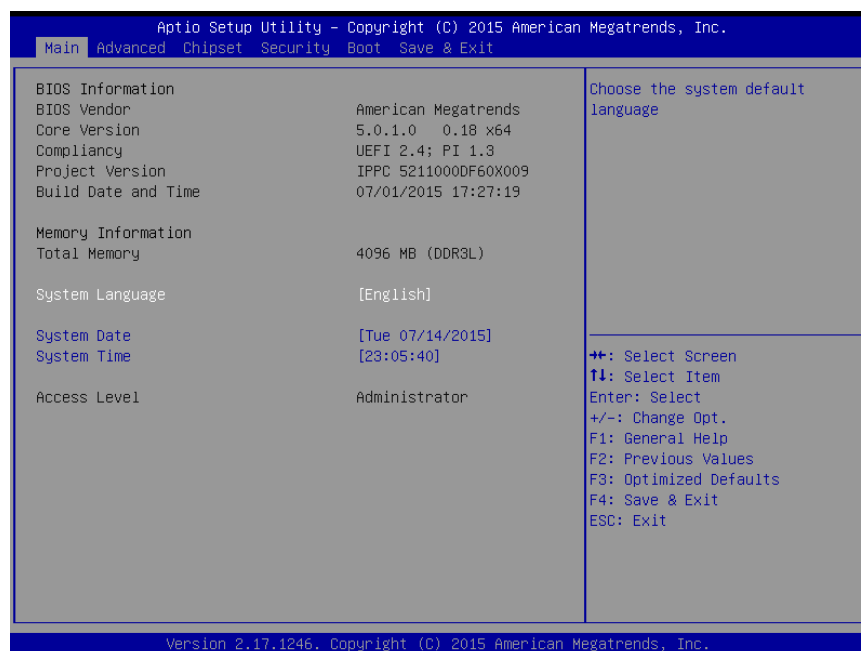 Aptio Setup Utility – Copyright (C) 2015 American Megatrends, Inc.
Main Advanced Chipset Security Boot Save & Exit
BIOS Information
BIOS Vendor American Megatrends
Core Version 5.0.1.0 0.18 x64
Compliancy UEFI 2.4; PI 1.3
Project Version IPPC 5211000DF60X009
Build Date and Time 07/01/2015 17:27:19
Memory Information
Total Memory 4096 MB (DDR3L)
System Language [English]
System Date [Tue 07/14/2015]
System Time [23:05:40]
Access Level Administrator
Choose the system default
language
→←: Select Screen
↑↓: Select Item
Enter: Select
+/-: Change Opt.
F1: General Help
F2: Previous Values
F3: Optimized Defaults
F4: Save & Exit
ESC: Exit
Version 2.17.1246. Copyright (C) 2015 American Megatrends, Inc.